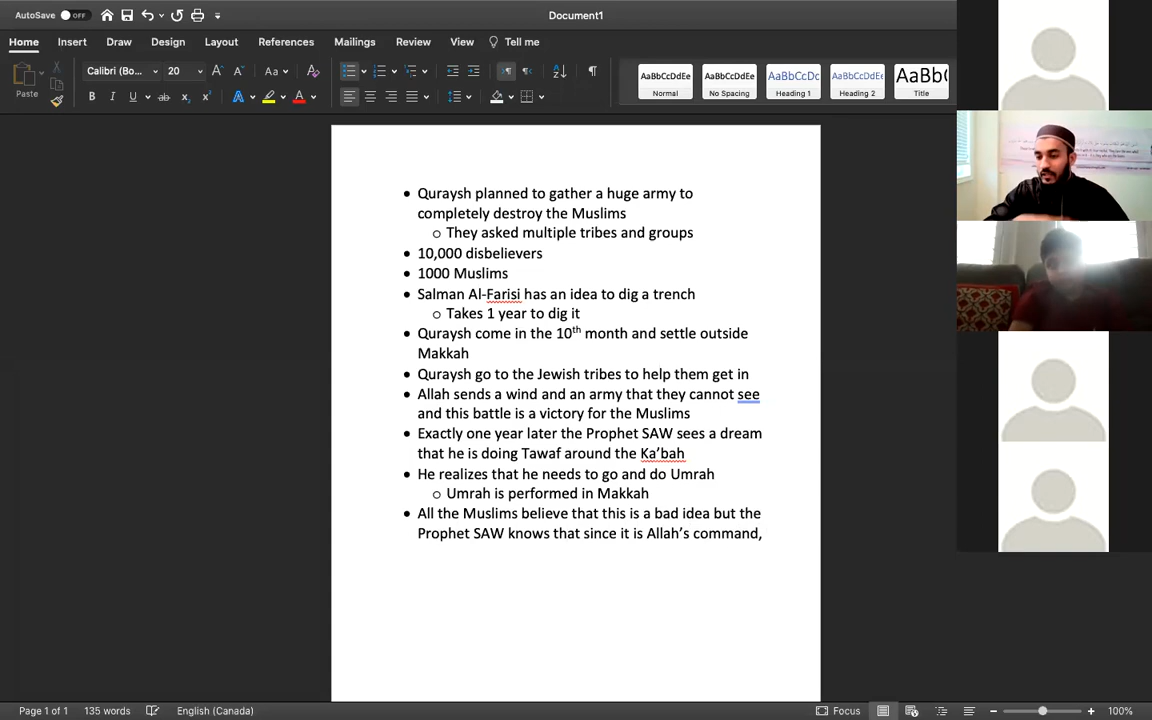 AutoSave OFF Document1
Home Insert Draw Design Layout References Mailings Review View Tell me
Paste Calibri (Bo... 20 Aa AaBbCcDdEe AaBbCcDdEe AaBbCcDc AaBbCcDdEe AaBb(
B I U ab x₂ x² A A Normal No Spacing Heading 1 Heading 2 Title
• Quraysh planned to gather a huge army to
completely destroy the Muslims
o They asked multiple tribes and groups
• 10,000 disbelievers
• 1000 Muslims
• Salman Al-Farisi has an idea to dig a trench
o Takes 1 year to dig it
• Quraysh come in the 10th month and settle outside
Makkah
• Quraysh go to the Jewish tribes to help them get in
• Allah sends a wind and an army that they cannot see
and this battle is a victory for the Muslims
• Exactly one year later the Prophet SAW sees a dream
that he is doing Tawaf around the Ka'bah
• He realizes that he needs to go and do Umrah
o Umrah is performed in Makkah
• All the Muslims believe that this is a bad idea but the
Prophet SAW knows that since it is Allah's command,
Page 1 of 1 135 words English (Canada) Focus 100%